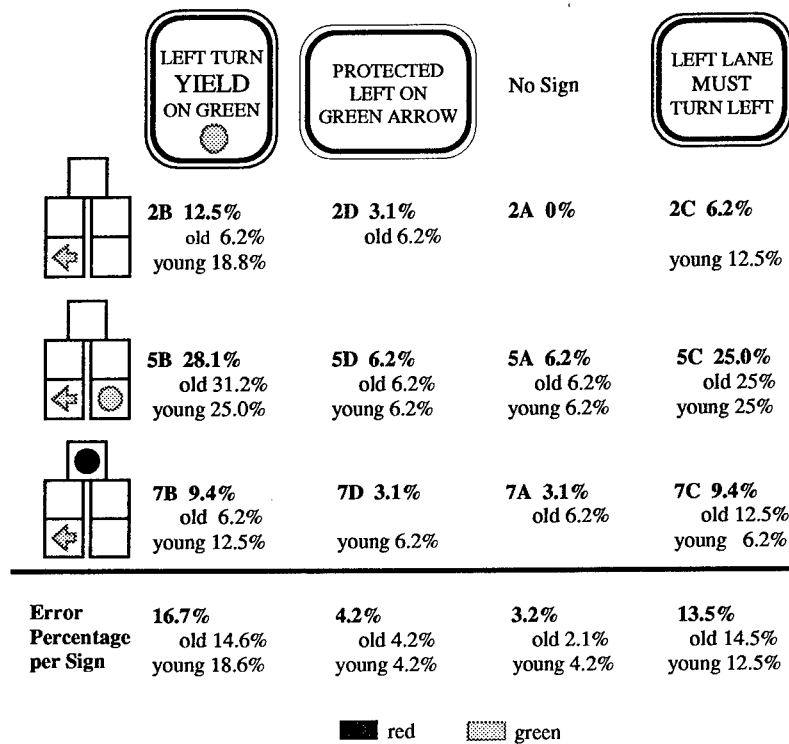 LEFT TURN
YIELD
ON GREEN
PROTECTED
LEFT ON
GREEN ARROW
No Sign
LEFT LANE
MUST
TURN LEFT
2B 12.5%
old 6.2%
young 18.8%
2D 3.1%
old 6.2%
2A 0%
2C 6.2%
young 12.5%
5B 28.1%
old 31.2%
young 25.0%
5D 6.2%
old 6.2%
young 6.2%
5A 6.2%
old 6.2%
young 6.2%
5C 25.0%
old 25%
young 25%
7B 9.4%
old 6.2%
young 12.5%
7D 3.1%
young 6.2%
7A 3.1%
old 6.2%
7C 9.4%
old 12.5%
young 6.2%
Error
Percentage
per Sign
16.7%
old 14.6%
young 18.6%
4.2%
old 4.2%
young 4.2%
3.2%
old 2.1%
young 4.2%
13.5%
old 14.5%
young 12.5%
red
green